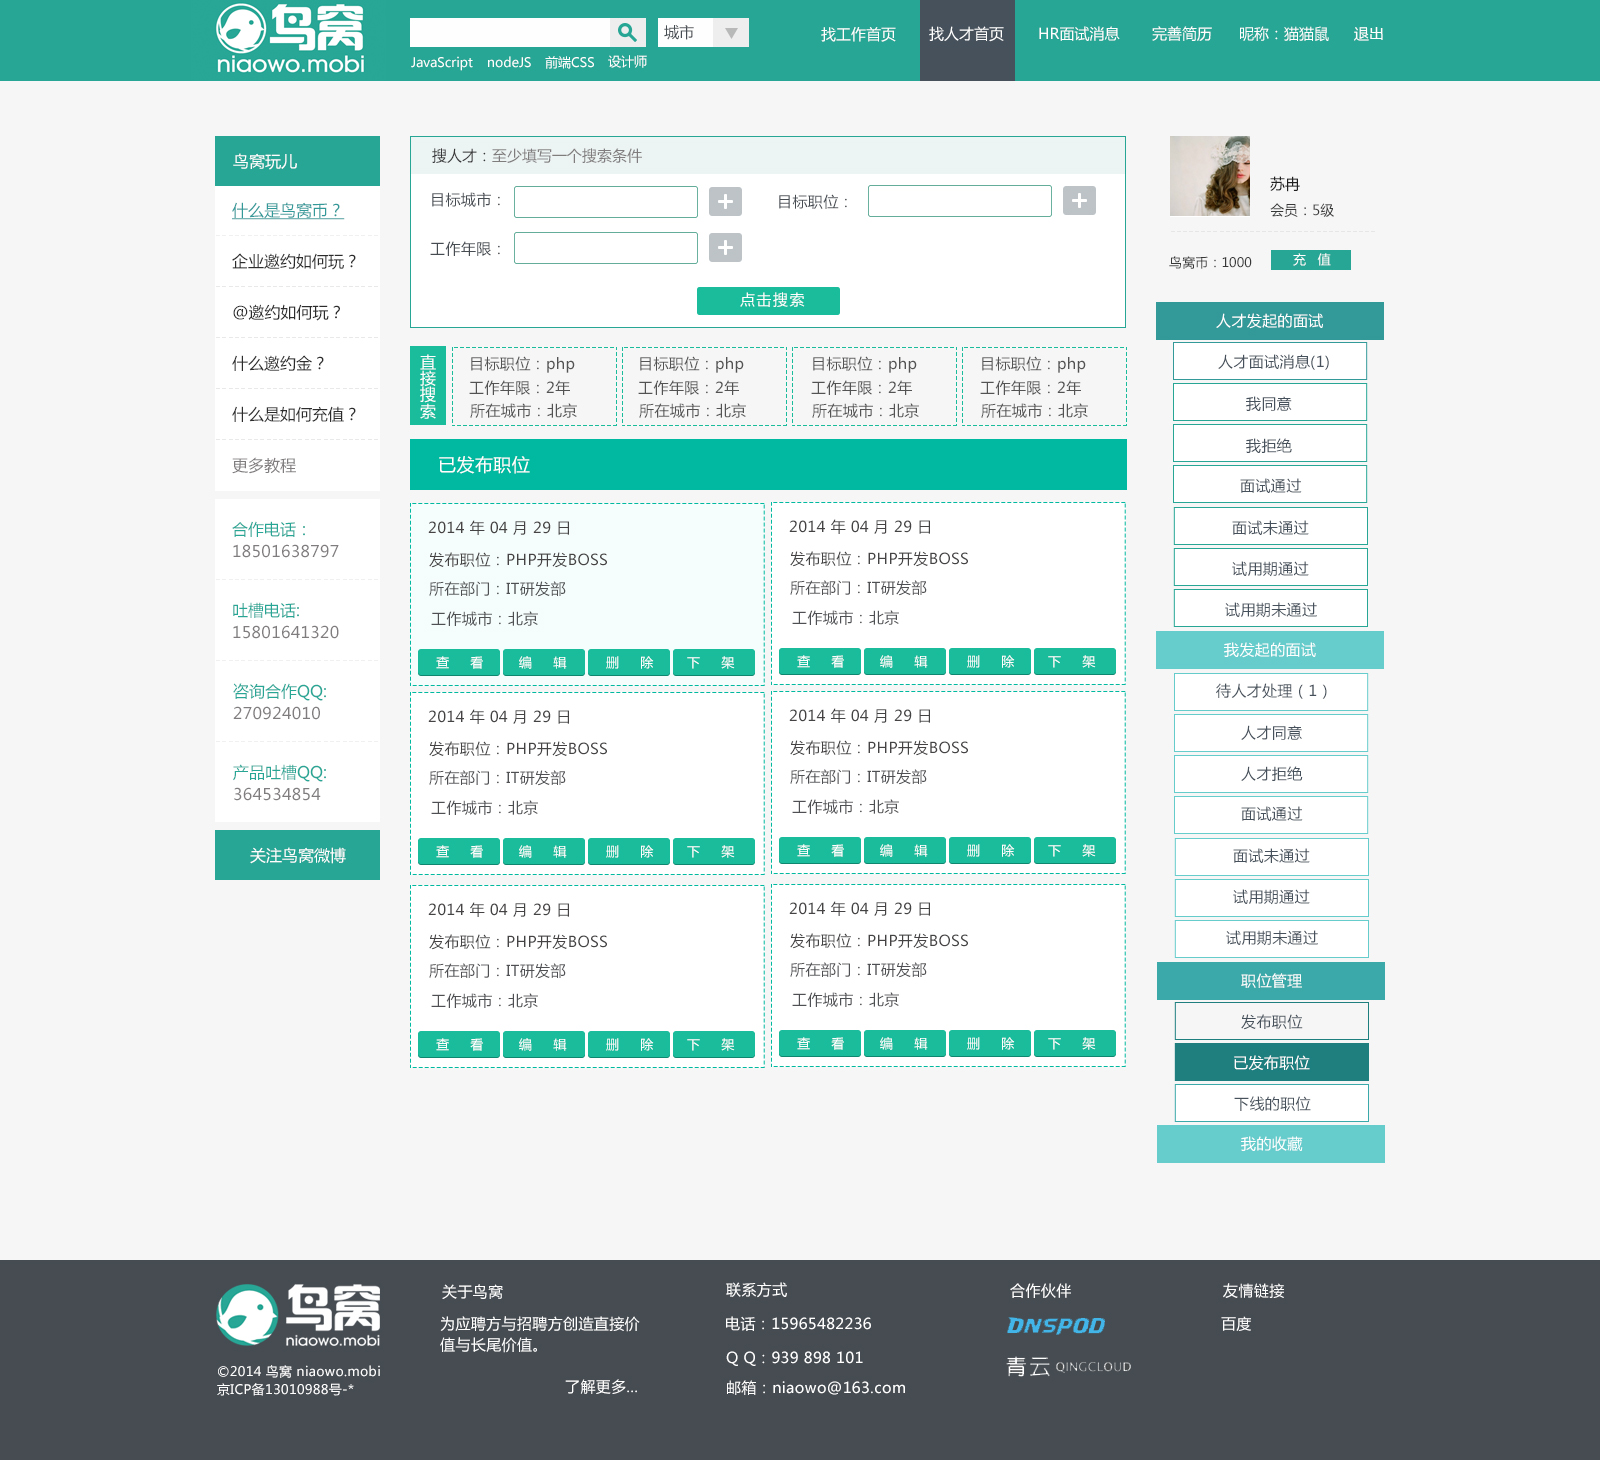 鸟窝
niaowo.mobi
城市
JavaScript nodeJS 前端CSS 设计师
找工作首页 找人才首页 HR面试消息 完善简历 昵称：猫猫鼠 退出
鸟窝玩儿
什么是鸟窝币？
企业邀约如何玩？
@邀约如何玩？
什么邀约金？
什么是如何充值？
更多教程
合作电话：
18501638797
吐槽电话:
15801641320
咨询合作QQ:
270924010
产品吐槽QQ:
364534854
关注鸟窝微博
搜人才：至少填写一个搜索条件
目标城市： 目标职位：
工作年限：
点击搜索
直接搜索
目标职位：php
工作年限：2年
所在城市：北京
目标职位：php
工作年限：2年
所在城市：北京
目标职位：php
工作年限：2年
所在城市：北京
目标职位：php
工作年限：2年
所在城市：北京
已发布职位
2014 年 04 月 29 日
发布职位：PHP开发BOSS
所在部门：IT研发部
工作城市：北京
查 看 编 辑 删 除 下 架
2014 年 04 月 29 日
发布职位：PHP开发BOSS
所在部门：IT研发部
工作城市：北京
查 看 编 辑 删 除 下 架
2014 年 04 月 29 日
发布职位：PHP开发BOSS
所在部门：IT研发部
工作城市：北京
查 看 编 辑 删 除 下 架
2014 年 04 月 29 日
发布职位：PHP开发BOSS
所在部门：IT研发部
工作城市：北京
查 看 编 辑 删 除 下 架
2014 年 04 月 29 日
发布职位：PHP开发BOSS
所在部门：IT研发部
工作城市：北京
查 看 编 辑 删 除 下 架
2014 年 04 月 29 日
发布职位：PHP开发BOSS
所在部门：IT研发部
工作城市：北京
查 看 编 辑 删 除 下 架
苏冉
会员：5级
鸟窝币：1000 充 值
人才发起的面试
人才面试消息(1)
我同意
我拒绝
面试通过
面试未通过
试用期通过
试用期未通过
我发起的面试
待人才处理（1）
人才同意
人才拒绝
面试通过
面试未通过
试用期通过
试用期未通过
职位管理
发布职位
已发布职位
下线的职位
我的收藏
鸟窝
niaowo.mobi
©2014 鸟窝 niaowo.mobi
京ICP备13010988号-*
关于鸟窝
为应聘方与招聘方创造直接价
值与长尾价值。
了解更多...
联系方式
电话：15965482236
Q Q：939 898 101
邮箱：niaowo@163.com
合作伙伴
DNSPOD
青云 QINGCLOUD
友情链接
百度